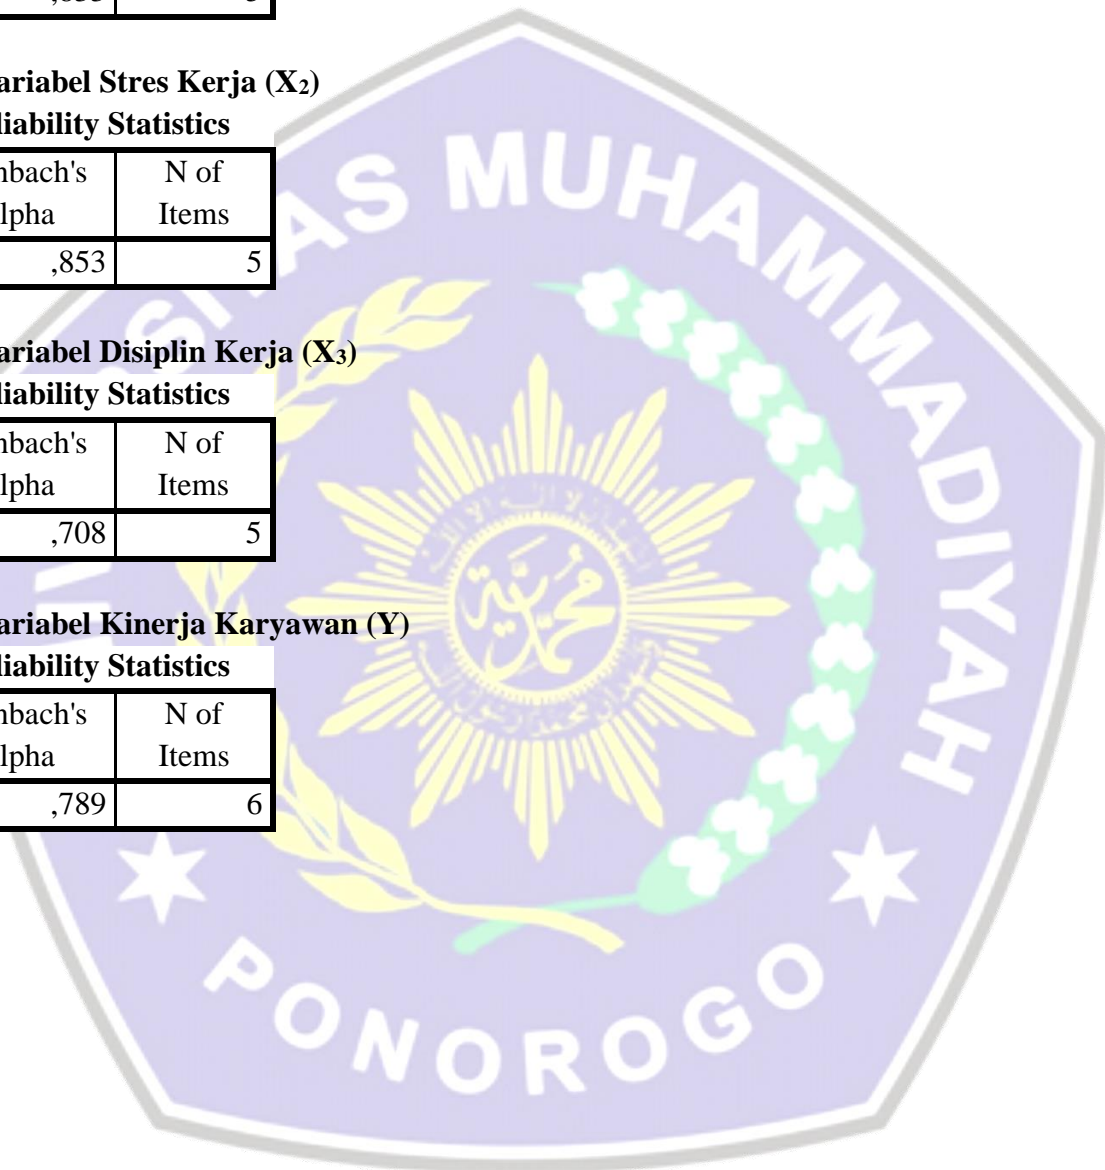 ariabel Stres Kerja (X₂)
liability Statistics
nbach's N of
lpha Items
,853 5
ariabel Disiplin Kerja (X₃)
liability Statistics
nbach's N of
lpha Items
,708 5
ariabel Kinerja Karyawan (Y)
liability Statistics
nbach's N of
lpha Items
,789 6
SITAS MUHAMMADIYAH
PONOROGO